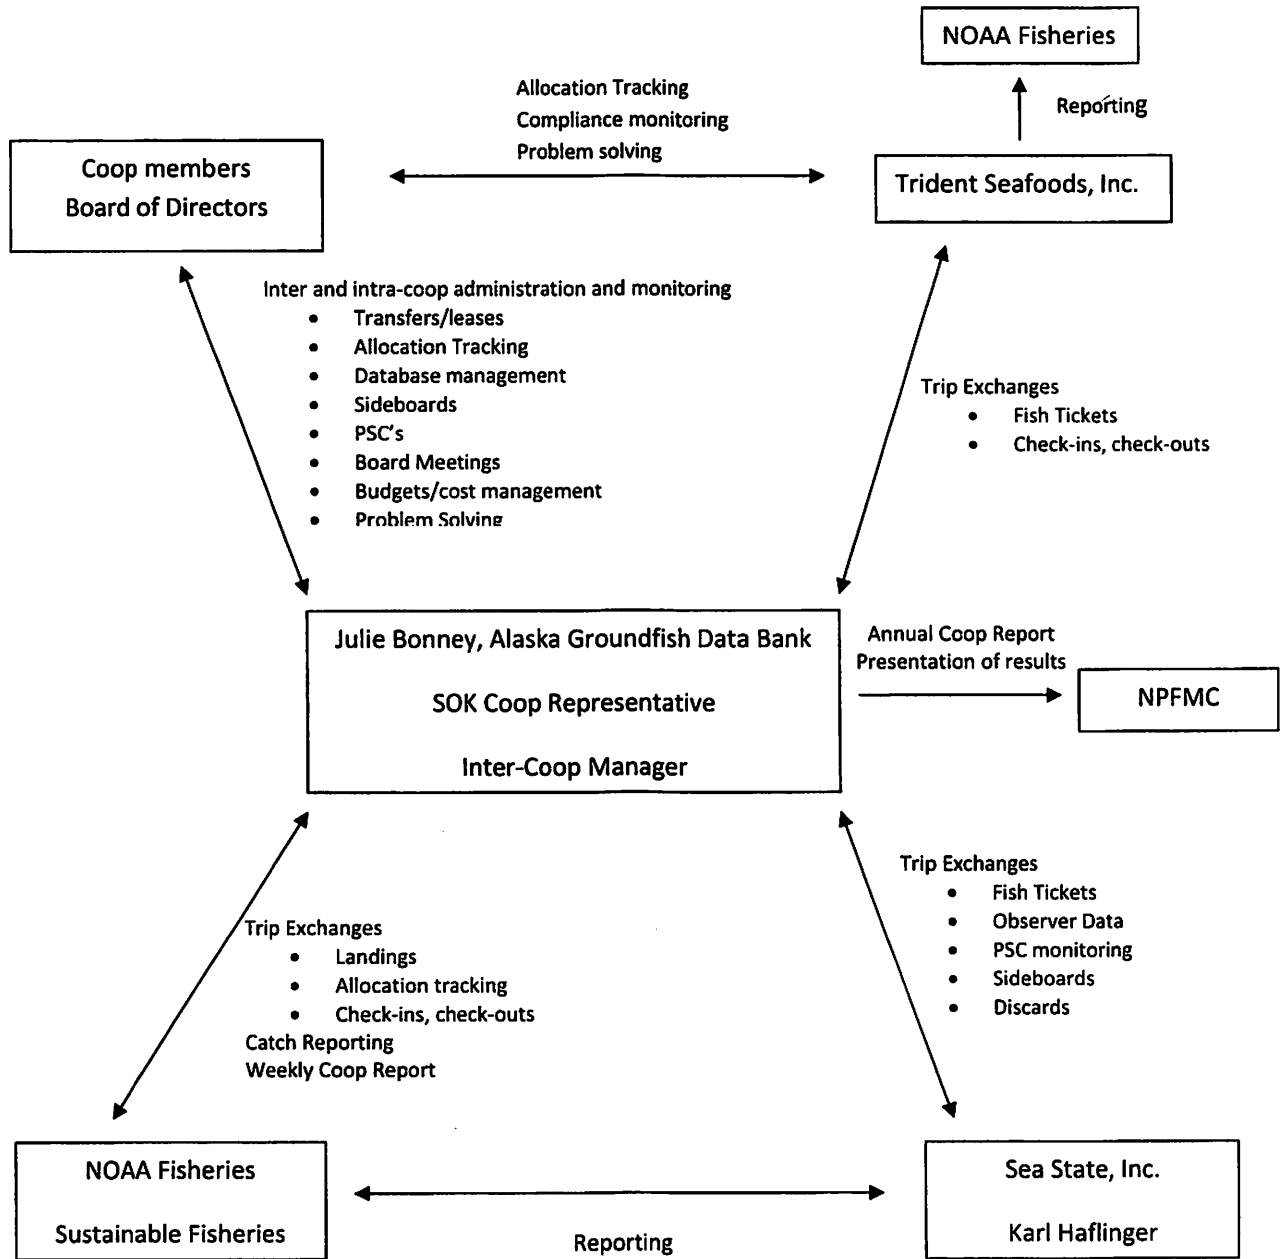 NOAA Fisheries
Reporting
Allocation Tracking
Compliance monitoring
Problem solving
Coop members
Board of Directors
Trident Seafoods, Inc.
Inter and intra-coop administration and monitoring
• Transfers/leases
• Allocation Tracking
• Database management
• Sideboards
• PSC's
• Board Meetings
• Budgets/cost management
• Problem Solving
Trip Exchanges
• Fish Tickets
• Check-ins, check-outs
Julie Bonney, Alaska Groundfish Data Bank
SOK Coop Representative
Inter-Coop Manager
Annual Coop Report
Presentation of results
NPFMC
Trip Exchanges
• Landings
• Allocation tracking
• Check-ins, check-outs
Catch Reporting
Weekly Coop Report
Trip Exchanges
• Fish Tickets
• Observer Data
• PSC monitoring
• Sideboards
• Discards
NOAA Fisheries
Sustainable Fisheries
Reporting
Sea State, Inc.
Karl Haflinger